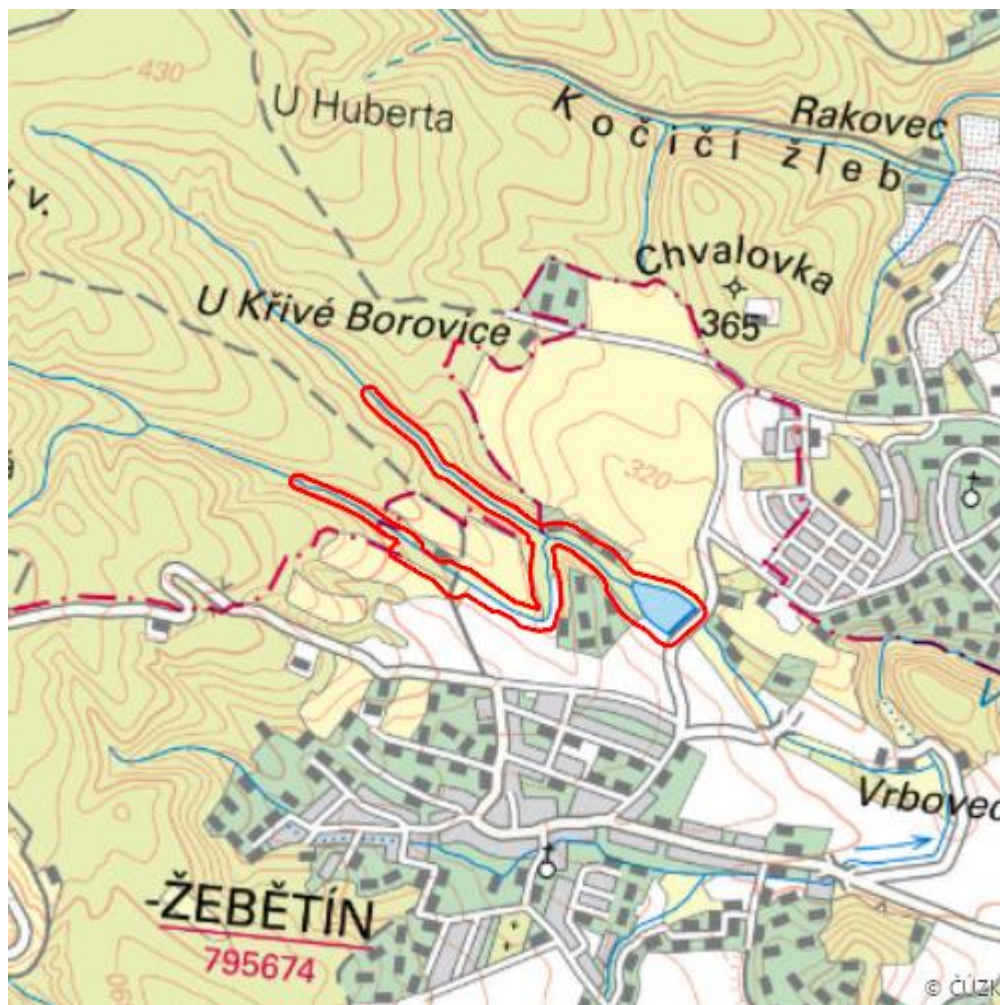 430
U Huberta
Kočičí žleb
Rakovec
v.
Chvalovka
U Křivé Borovice
365
320
Vrbovec
-ŽEBĚTÍN
795674
© ČÚZK